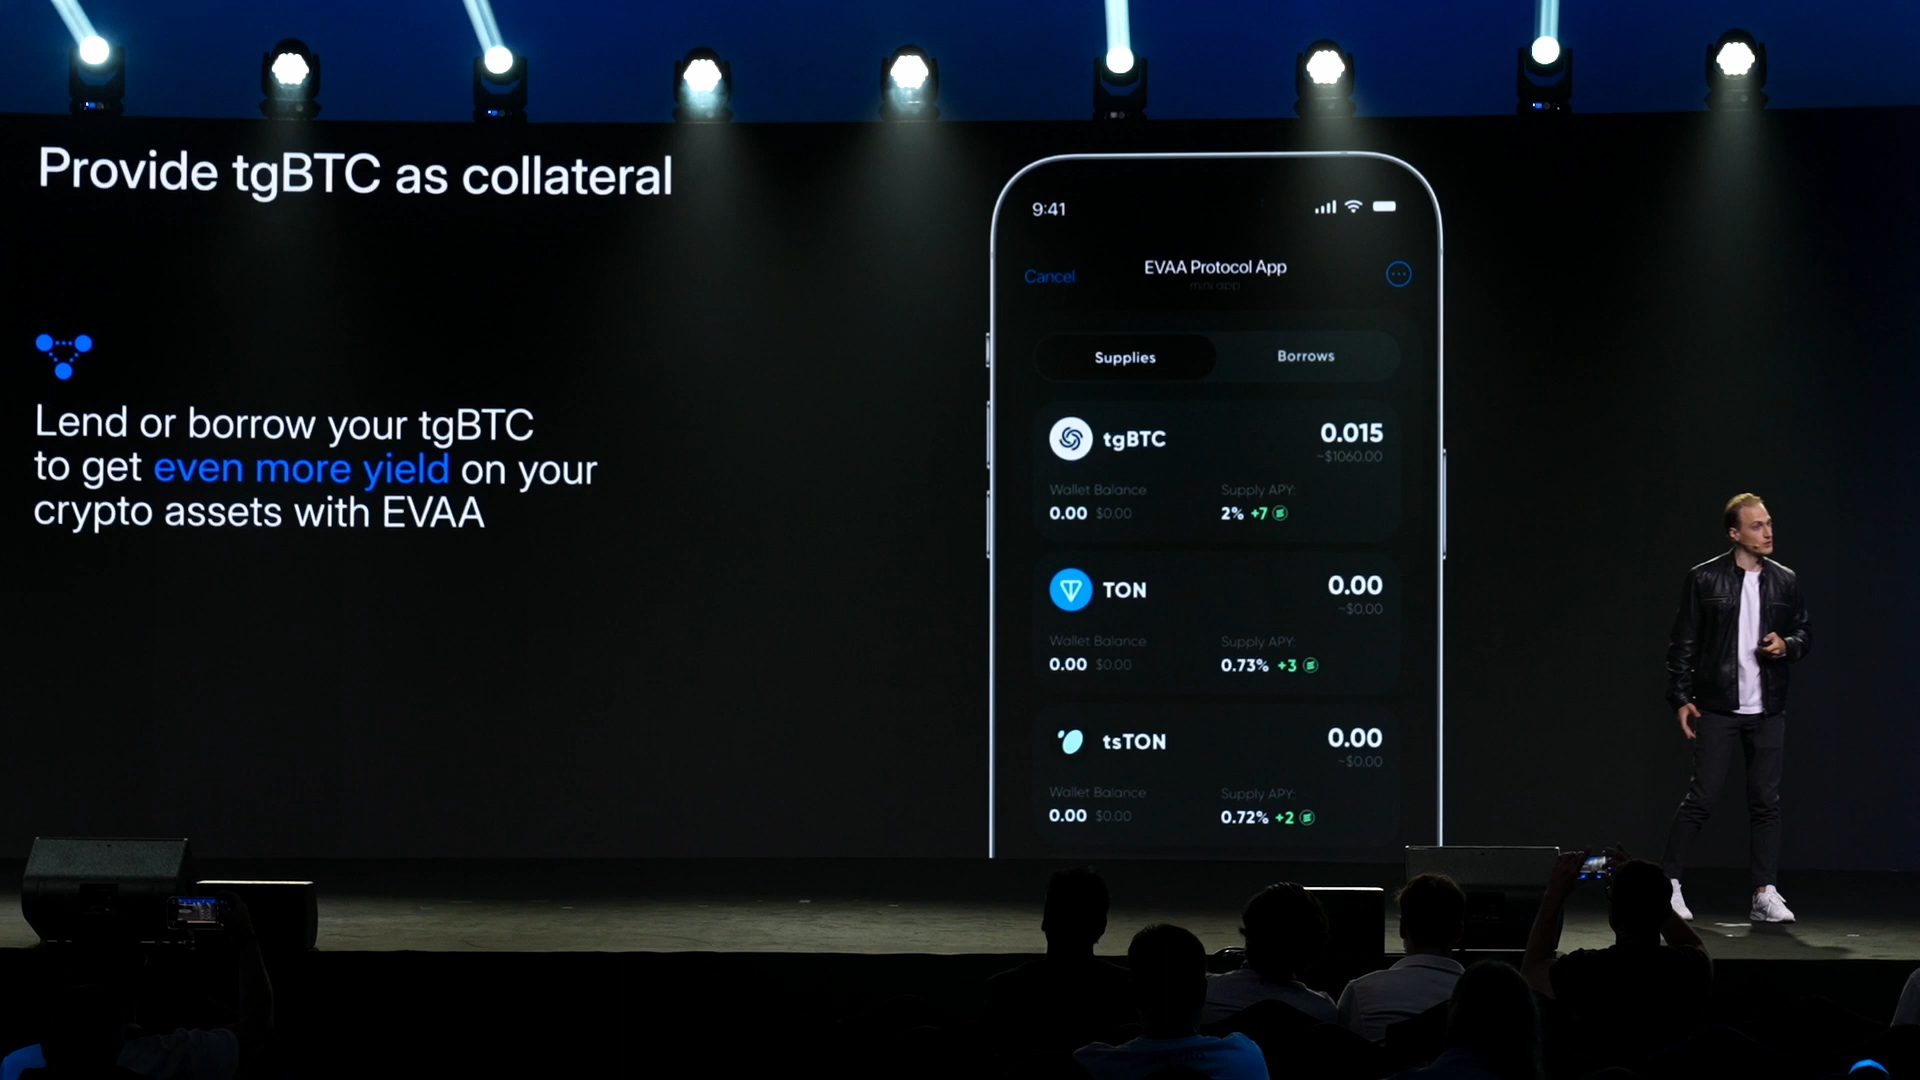 Provide tgBTC as collateral
Lend or borrow your tgBTC
to get even more yield on your
crypto assets with EVAA
9:41
Cancel
EVAA Protocol App
mini app
Supplies
Borrows
tgBTC
0.015
~$1060.00
Wallet Balance
Supply APY:
0.00 $0.00
2% +7
TON
0.00
~$0.00
Wallet Balance
Supply APY:
0.00 $0.00
0.73% +3
tsTON
0.00
~$0.00
Wallet Balance
Supply APY:
0.00 $0.00
0.72% +2